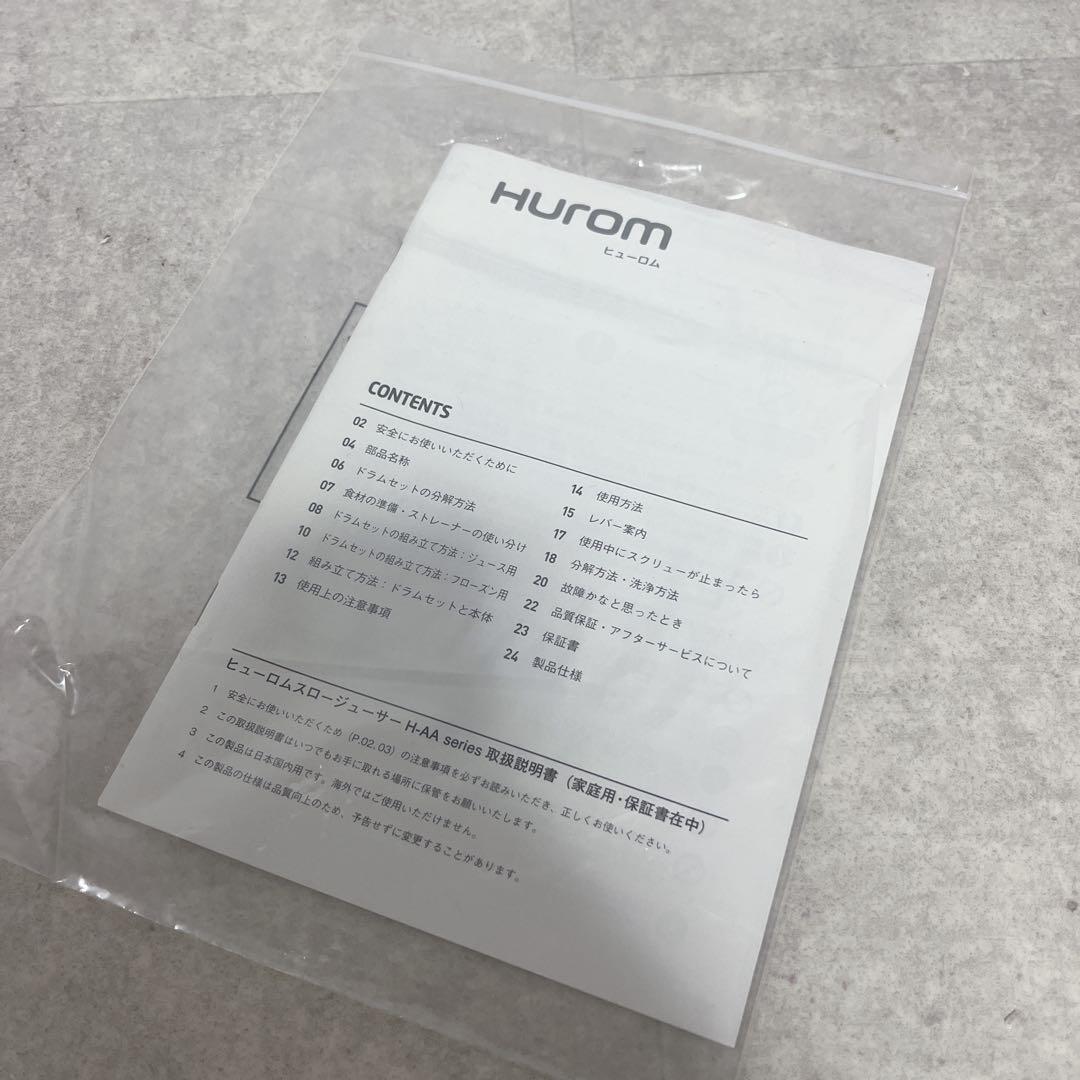 Hurom
ヒューロム
CONTENTS
02 安全にお使いいただくために
04 部品名称
06 ドラムセットの分解方法
07 食材の準備・ストレーナーの使い分け
08 ドラムセットの組み立て方法：ジュース用
10 ドラムセットの組み立て方法：フローズン用
12 組み立て方法：ドラムセットと本体
13 使用上の注意事項
14 使用方法
15 レバー案内
17 使用中にスクリューが止まったら
18 分解方法・洗浄方法
20 故障かなと思ったとき
22 品質保証・アフターサービスについて
23 保証書
24 製品仕様
ヒューロムスロージューサー H-AA series 取扱説明書（家庭用・保証書在中）
1 安全にお使いいただくため（P.02.03）の注意事項を必ずお読みいただき、正しくお使いください。
2 この取扱説明書はいつでもお手に取れる場所に保管をお願いいたします。
3 この製品は日本国内用です。海外ではご使用いただけません。
4 この製品の仕様は品質向上のため、予告せずに変更することがあります。